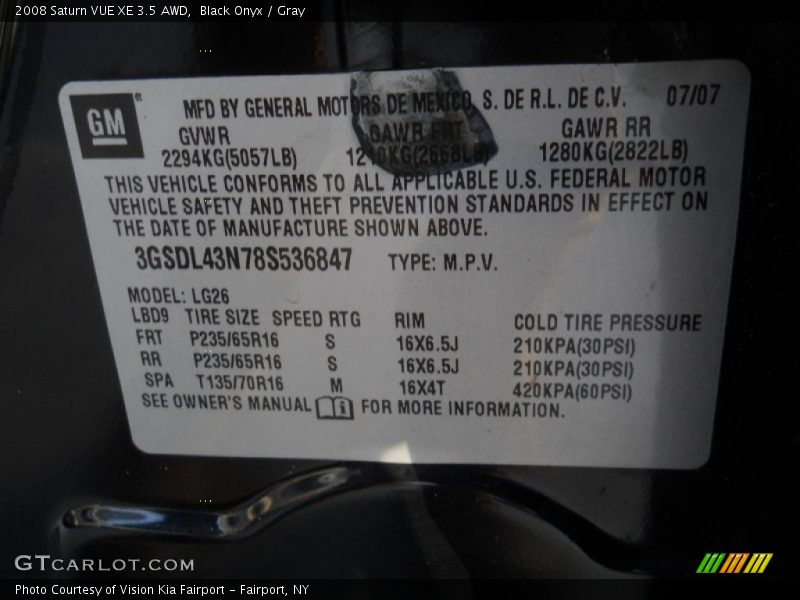 2008 Saturn VUE XE 3.5 AWD, Black Onyx / Gray
GM
MFD BY GENERAL MOTORS DE MEXICO, S. DE R.L. DE C.V. 07/07
GVWR GAWR FRT GAWR RR
2294KG(5057LB) 1210KG(2668LB) 1280KG(2822LB)
THIS VEHICLE CONFORMS TO ALL APPLICABLE U.S. FEDERAL MOTOR
VEHICLE SAFETY AND THEFT PREVENTION STANDARDS IN EFFECT ON
THE DATE OF MANUFACTURE SHOWN ABOVE.
3GSDL43N78S536847 TYPE: M.P.V.
MODEL: LG26
LBD9 TIRE SIZE SPEED RTG RIM COLD TIRE PRESSURE
FRT P235/65R16 S 16X6.5J 210KPA(30PSI)
RR P235/65R16 S 16X6.5J 210KPA(30PSI)
SPA T135/70R16 M 16X4T 420KPA(60PSI)
SEE OWNER'S MANUAL FOR MORE INFORMATION.
GTCARLOT.COM
Photo Courtesy of Vision Kia Fairport - Fairport, NY